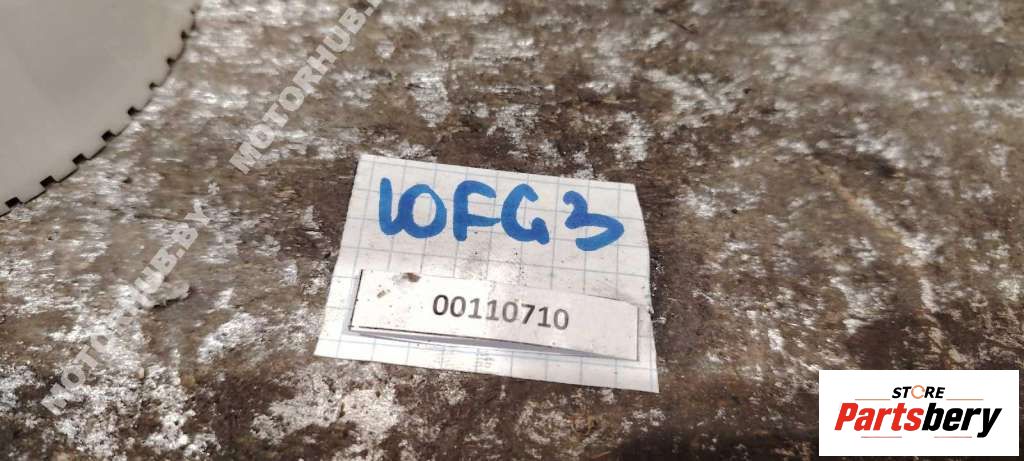 MOTORHUB.BY
MOTORHUB.BY
10FG3
00110710
STORE
Partsbery